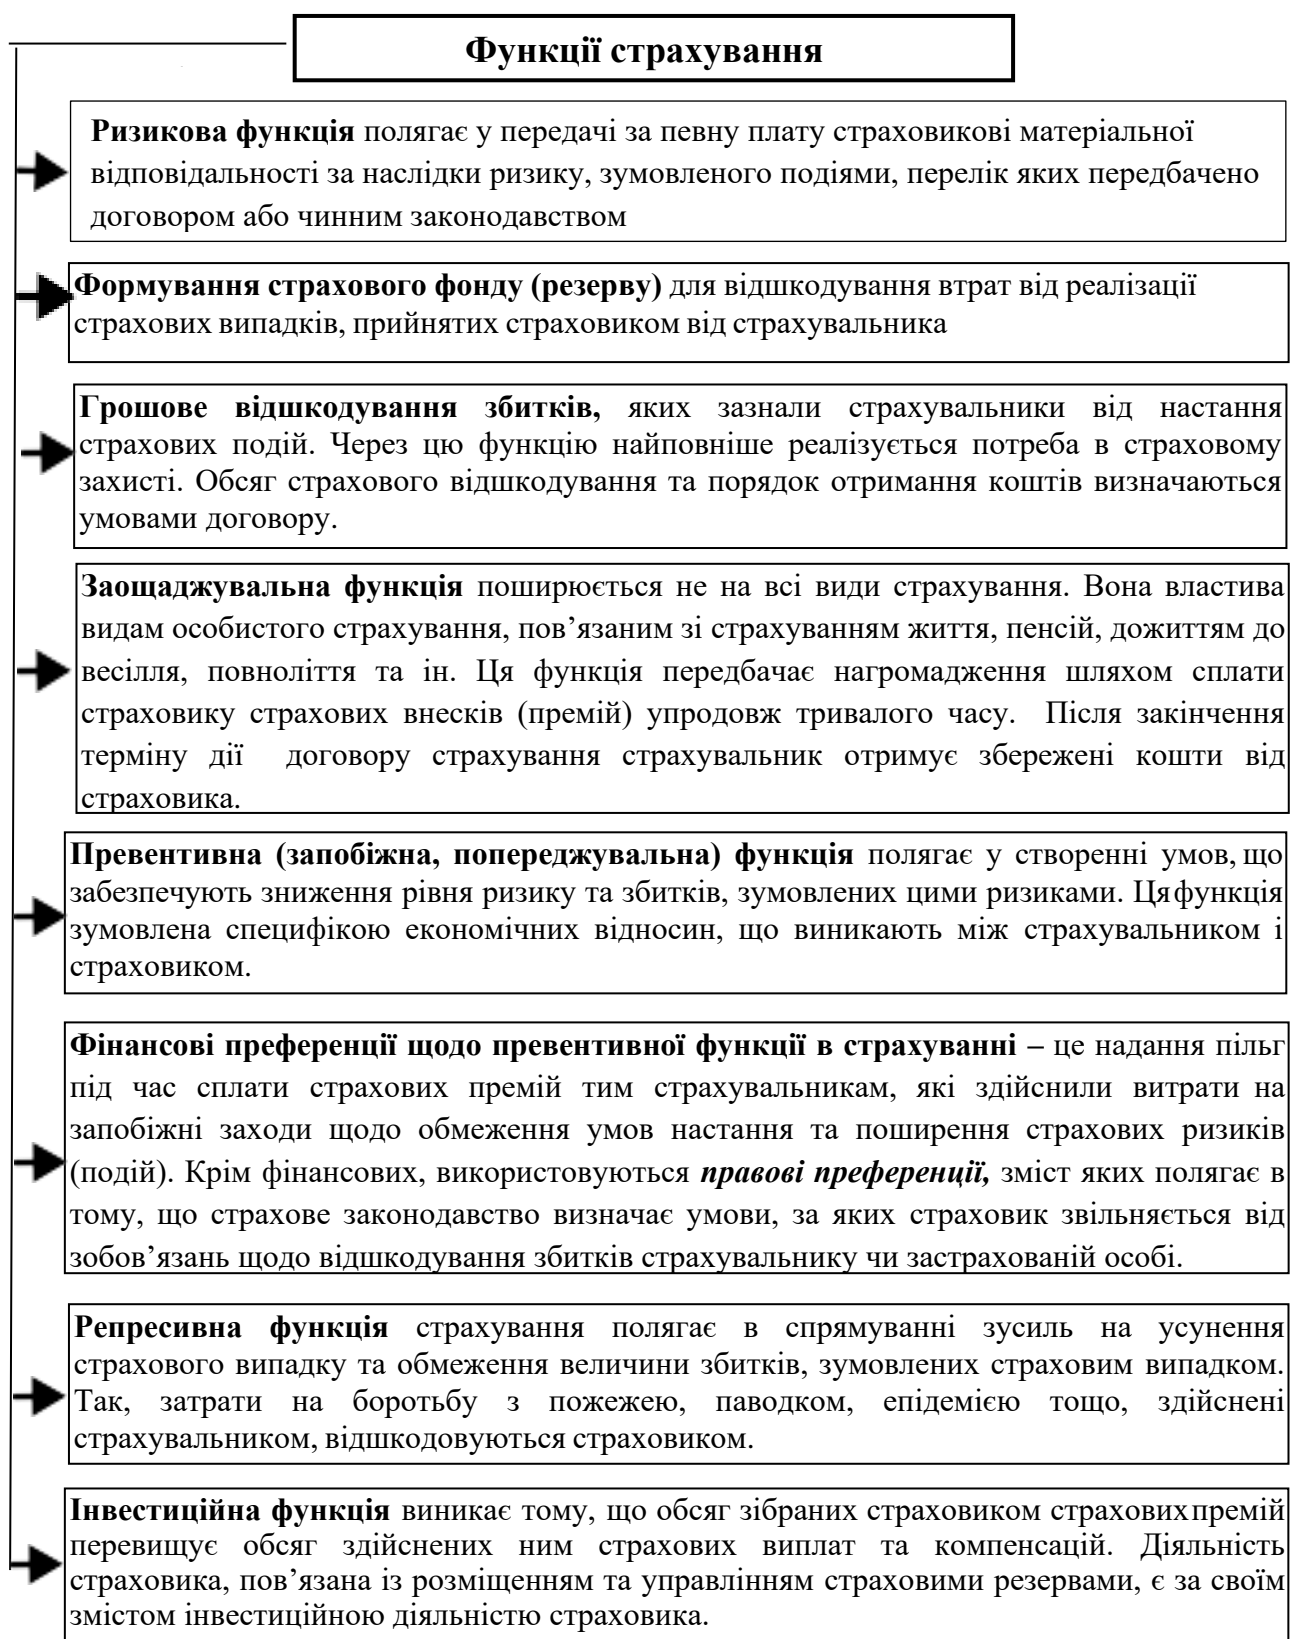 Функції страхування
Ризикова функція полягає у передачі за певну плату страховикові матеріальної
відповідальності за наслідки ризику, зумовленого подіями, перелік яких передбачено
договором або чинним законодавством
Формування страхового фонду (резерву) для відшкодування втрат від реалізації
страхових випадків, прийнятих страховиком від страхувальника
Грошове відшкодування збитків, яких зазнали страхувальники від настання
страхових подій. Через цю функцію найповніше реалізується потреба в страховому
захисті. Обсяг страхового відшкодування та порядок отримання коштів визначаються
умовами договору.
Заощаджувальна функція поширюється не на всі види страхування. Вона властива
видам особистого страхування, пов’язаним зі страхуванням життя, пенсій, дожиттям до
весілля, повноліття та ін. Ця функція передбачає нагромадження шляхом сплати
страховику страхових внесків (премій) упродовж тривалого часу. Після закінчення
терміну дії договору страхування страхувальник отримує збережені кошти від
страховика.
Превентивна (запобіжна, попереджувальна) функція полягає у створенні умов, що
забезпечують зниження рівня ризику та збитків, зумовлених цими ризиками. Ця функція
зумовлена специфікою економічних відносин, що виникають між страхувальником і
страховиком.
Фінансові преференції щодо превентивної функції в страхуванні – це надання пільг
під час сплати страхових премій тим страхувальникам, які здійснили витрати на
запобіжні заходи щодо обмеження умов настання та поширення страхових ризиків
(подій). Крім фінансових, використовуються правові преференції, зміст яких полягає в
тому, що страхове законодавство визначає умови, за яких страховик звільняється від
зобов’язань щодо відшкодування збитків страхувальнику чи застрахованій особі.
Репресивна функція страхування полягає в спрямуванні зусиль на усунення
страхового випадку та обмеження величини збитків, зумовлених страховим випадком.
Так, затрати на боротьбу з пожежею, паводком, епідемією тощо, здійснені
страхувальником, відшкодовуються страховиком.
Інвестиційна функція виникає тому, що обсяг зібраних страховиком страхових премій
перевищує обсяг здійснених ним страхових виплат та компенсацій. Діяльність
страховика, пов’язана із розміщенням та управлінням страховими резервами, є за своїм
змістом інвестиційною діяльністю страховика.